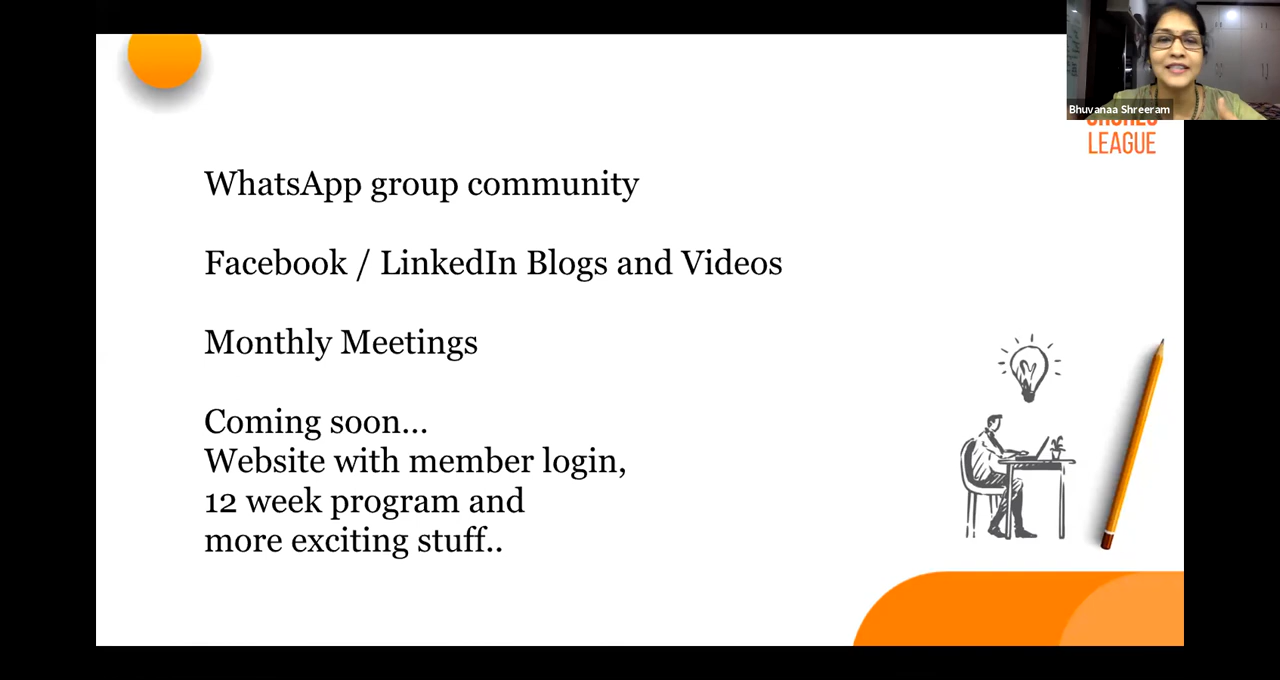 Bhuvanaa Shreeram
LEAGUE
WhatsApp group community
Facebook / LinkedIn Blogs and Videos
Monthly Meetings
Coming soon...
Website with member login,
12 week program and
more exciting stuff..